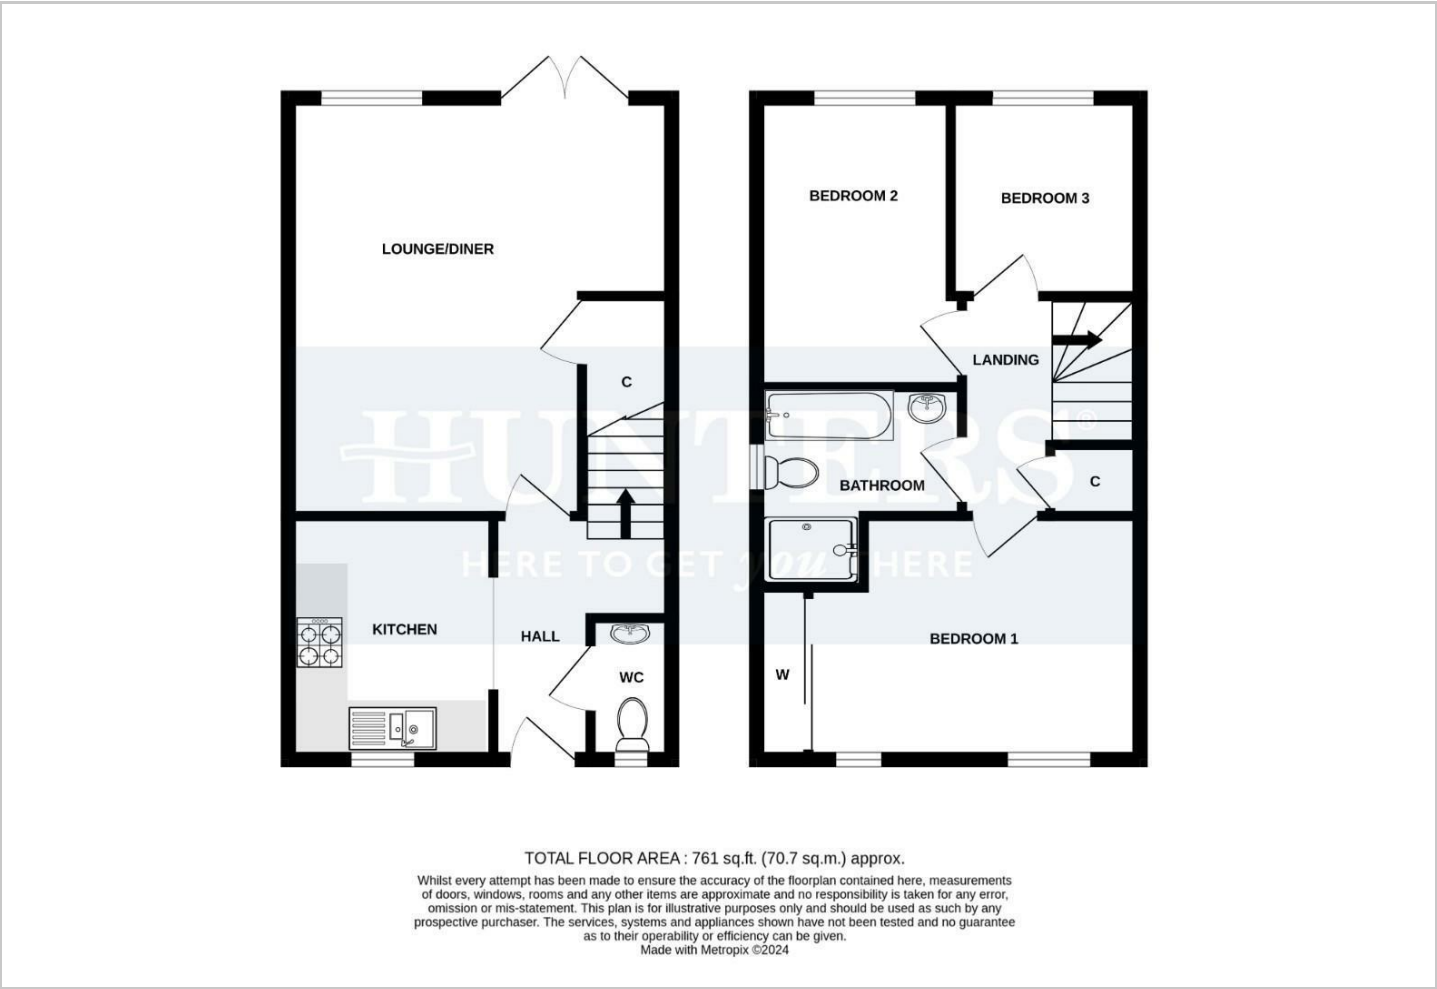 LOUNGE/DINER
C
KITCHEN
HALL
WC
BEDROOM 2
BEDROOM 3
LANDING
BATHROOM
C
BEDROOM 1
W
HUNTERS®
HERE TO GET you THERE
TOTAL FLOOR AREA : 761 sq.ft. (70.7 sq.m.) approx.
Whilst every attempt has been made to ensure the accuracy of the floorplan contained here, measurements
of doors, windows, rooms and any other items are approximate and no responsibility is taken for any error,
omission or mis-statement. This plan is for illustrative purposes only and should be used as such by any
prospective purchaser. The services, systems and appliances shown have not been tested and no guarantee
as to their operability or efficiency can be given.
Made with Metropix ©2024